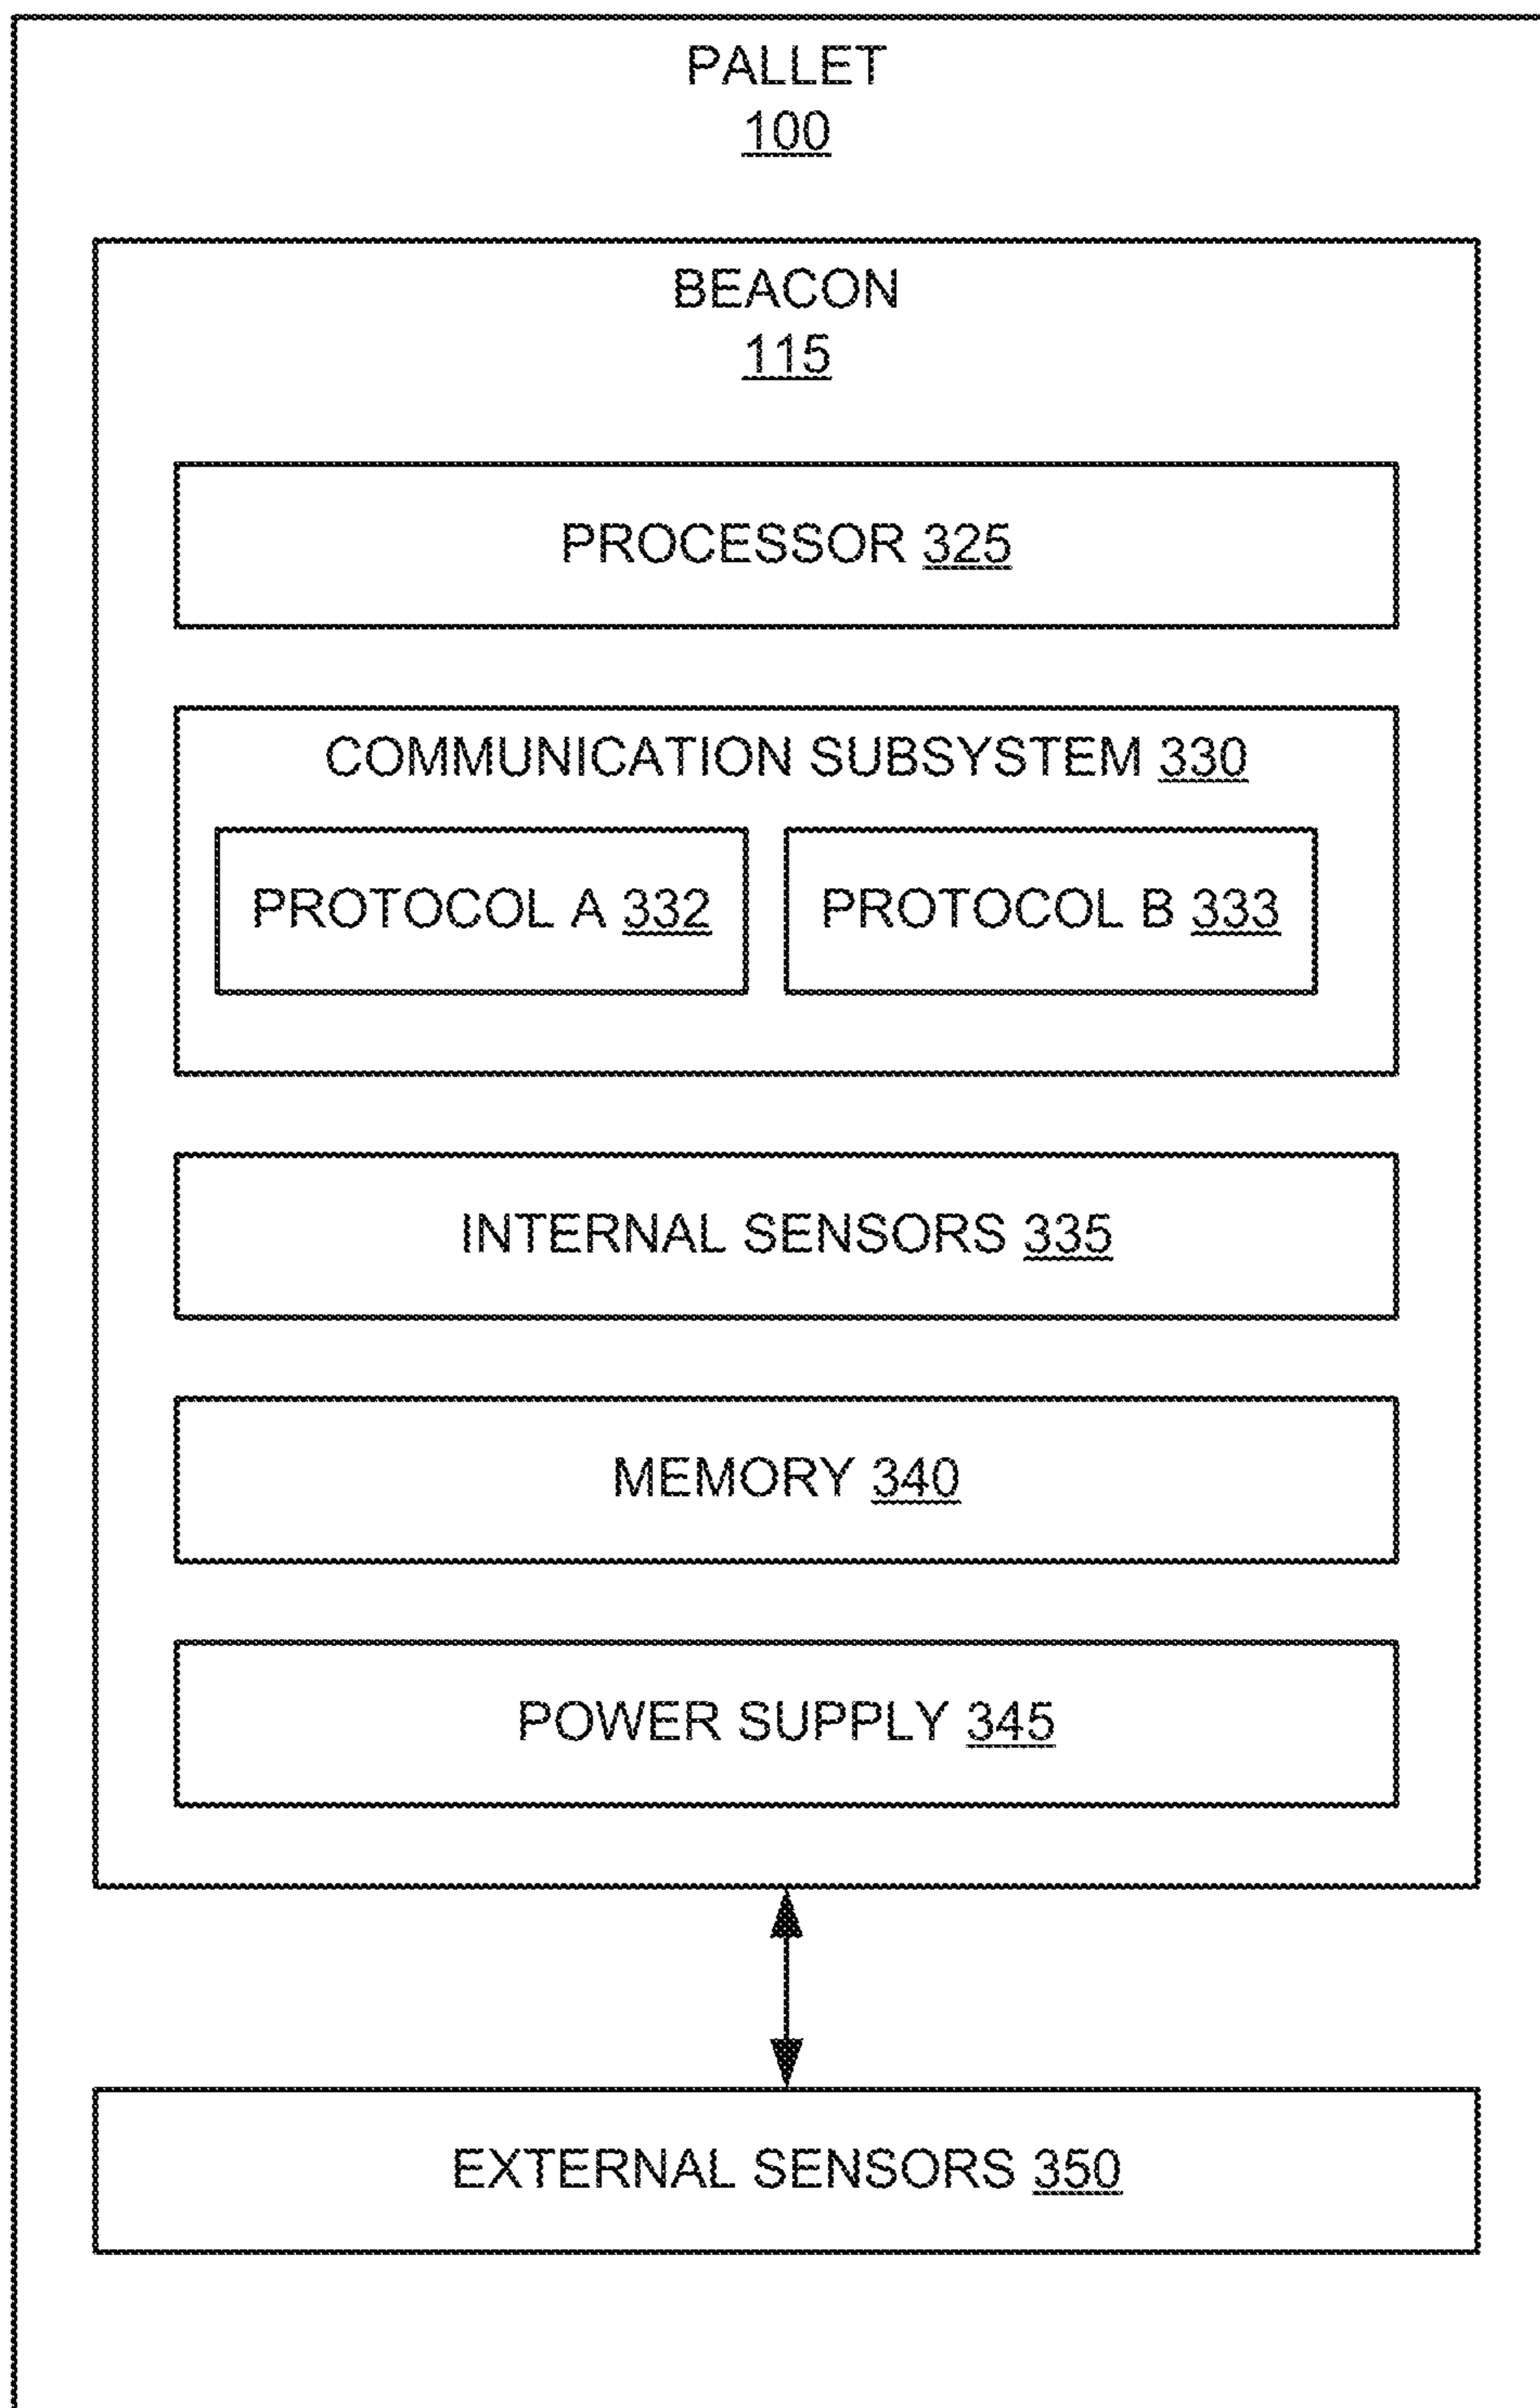 PALLET
100
BEACON
115
PROCESSOR 325
COMMUNICATION SUBSYSTEM 330
PROTOCOL A 332
PROTOCOL B 333
INTERNAL SENSORS 335
MEMORY 340
POWER SUPPLY 345
EXTERNAL SENSORS 350